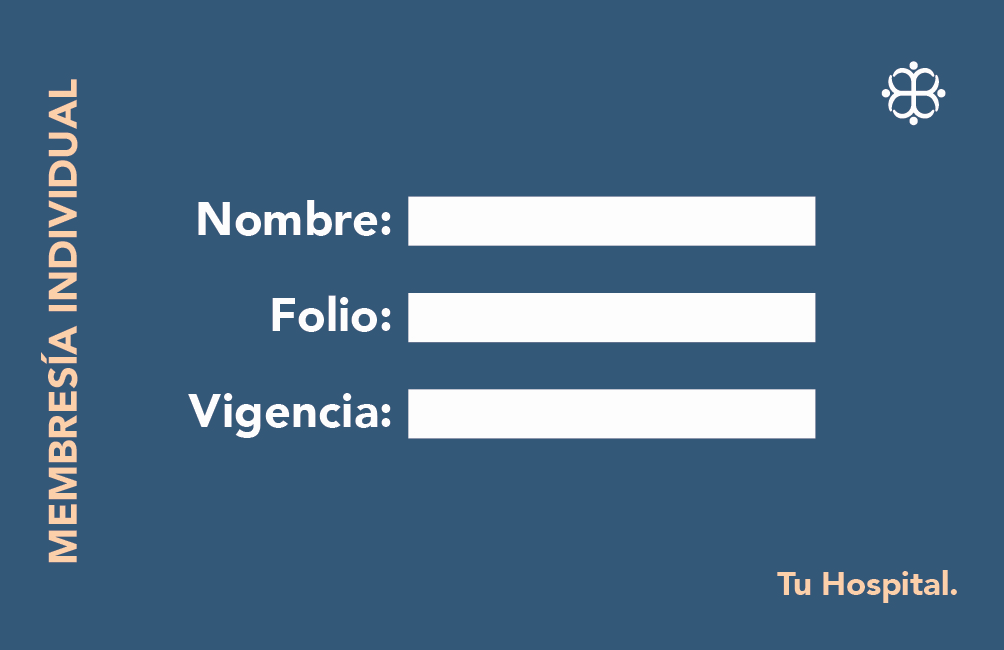 MEMBRESÍA INDIVIDUAL
Nombre:
Folio:
Vigencia:
Tu Hospital.